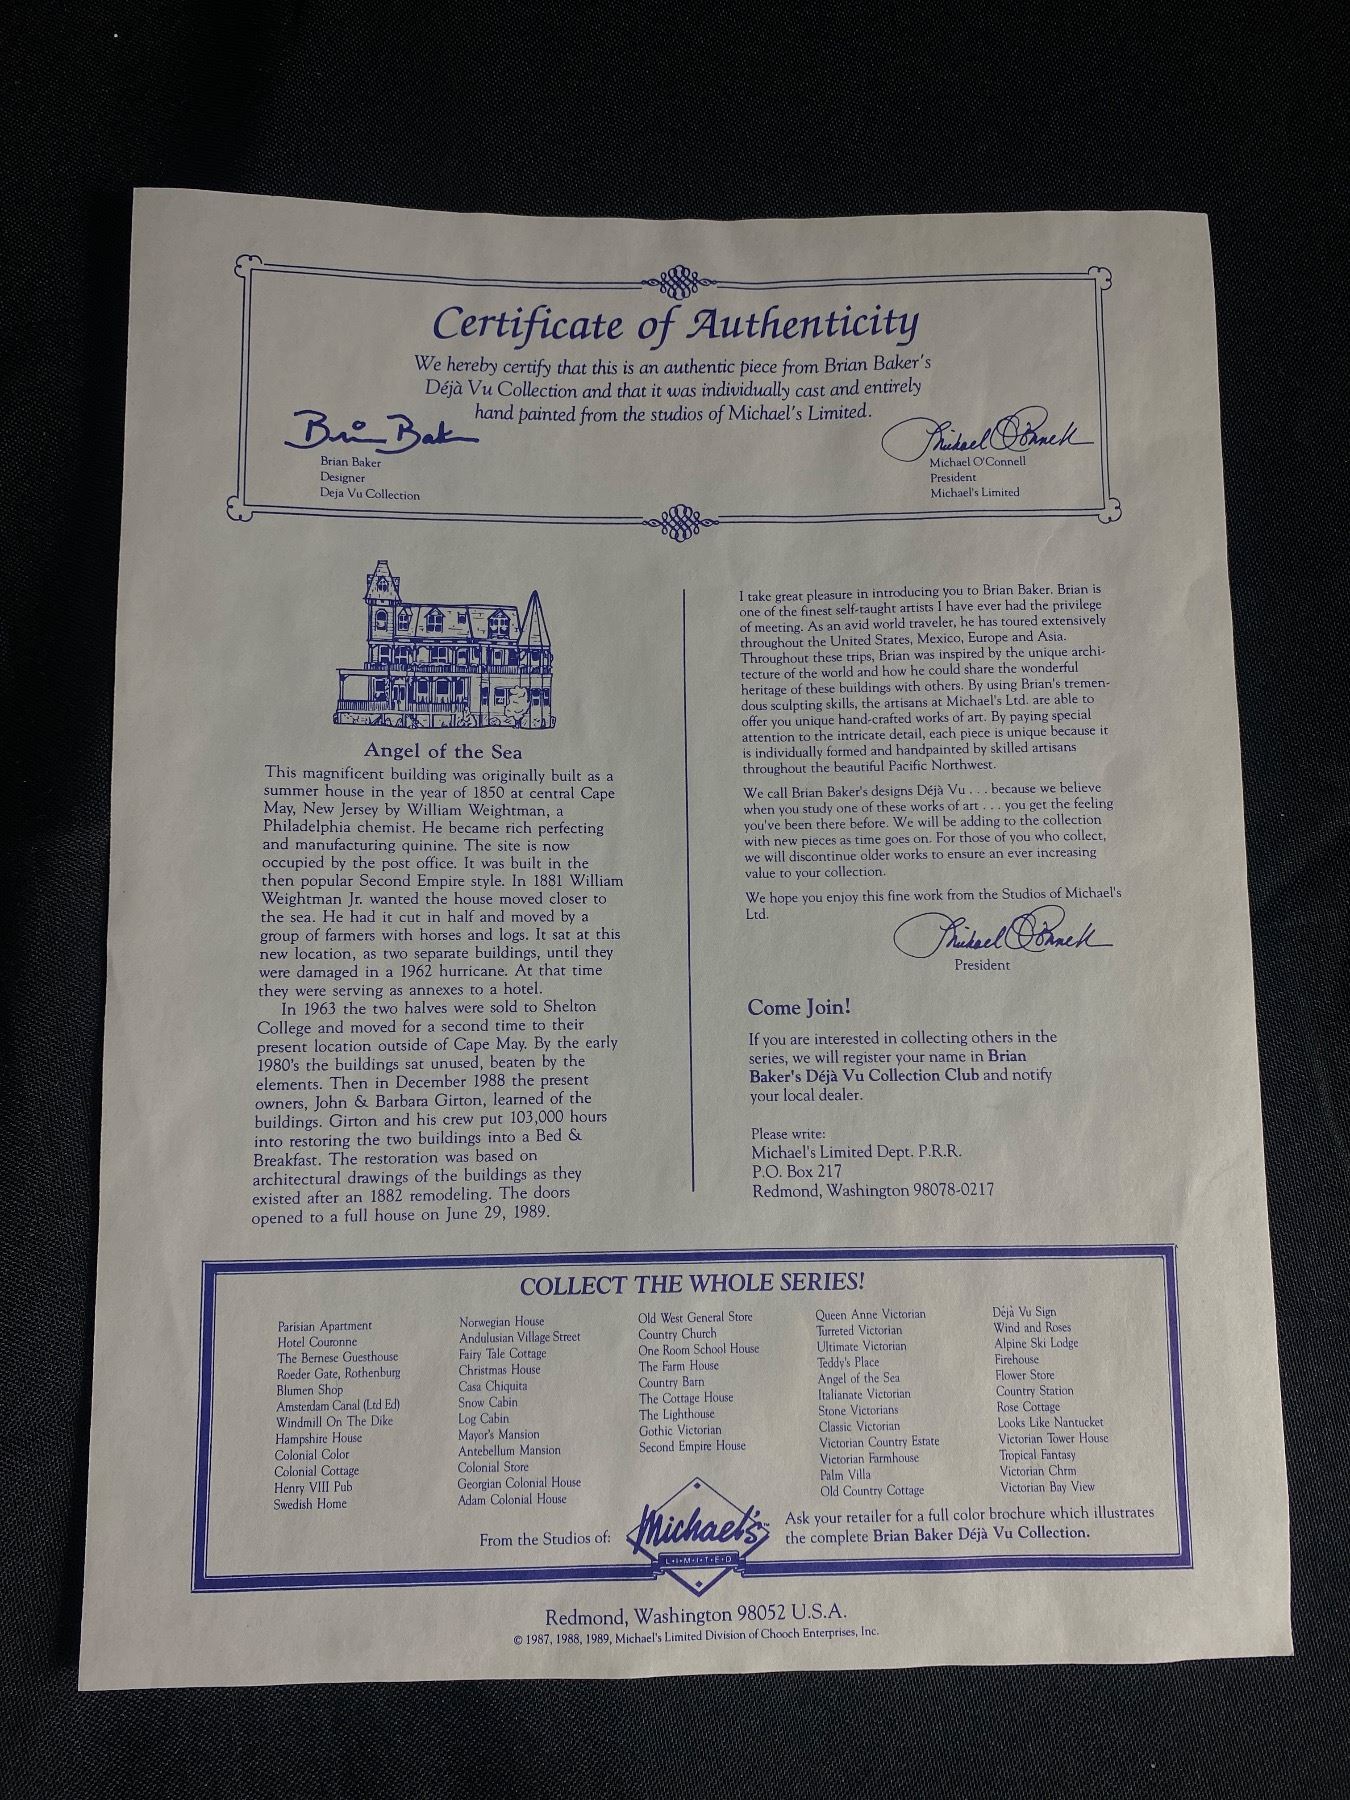 Certificate of Authenticity
We hereby certify that this is an authentic piece from Brian Baker's
Déjà Vu Collection and that it was individually cast and entirely
hand painted from the studios of Michael's Limited.
Brian Baker
Designer
Deja Vu Collection
Michael O'Connell
Michael O'Connell
President
Michael's Limited
Angel of the Sea
This magnificent building was originally built as a
summer house in the year of 1850 at central Cape
May, New Jersey by William Weightman, a
Philadelphia chemist. He became rich perfecting
and manufacturing quinine. The site is now
occupied by the post office. It was built in the
then popular Second Empire style. In 1881 William
Weightman Jr. wanted the house moved closer to
the sea. He had it cut in half and moved by a
group of farmers with horses and logs. It sat at this
new location, as two separate buildings, until they
were damaged in a 1962 hurricane. At that time
they were serving as annexes to a hotel.
In 1963 the two halves were sold to Shelton
College and moved for a second time to their
present location outside of Cape May. By the early
1980's the buildings sat unused, beaten by the
elements. Then in December 1988 the present
owners, John & Barbara Girton, learned of the
buildings. Girton and his crew put 103,000 hours
into restoring the two buildings into a Bed &
Breakfast. The restoration was based on
architectural drawings of the buildings as they
existed after an 1882 remodeling. The doors
opened to a full house on June 29, 1989.
I take great pleasure in introducing you to Brian Baker. Brian is
one of the finest self-taught artists I have ever had the privilege
of meeting. As an avid world traveler, he has toured extensively
throughout the United States, Mexico, Europe and Asia.
Throughout these trips, Brian was inspired by the unique archi-
tecture of the world and how he could share the wonderful
heritage of these buildings with others. By using Brian's tremen-
dous sculpting skills, the artisans at Michael's Ltd. are able to
offer you unique hand-crafted works of art. By paying special
attention to the intricate detail, each piece is unique because it
is individually formed and handpainted by skilled artisans
throughout the beautiful Pacific Northwest.
We call Brian Baker's designs Déjà Vu . . . because we believe
when you study one of these works of art . . . you get the feeling
you've been there before. We will be adding to the collection
with new pieces as time goes on. For those of you who collect,
we will discontinue older works to ensure an ever increasing
value to your collection.
We hope you enjoy this fine work from the Studios of Michael's
Ltd.
Michael O'Connell
President
Come Join!
If you are interested in collecting others in the
series, we will register your name in Brian
Baker's Déjà Vu Collection Club and notify
your local dealer.
Please write:
Michael's Limited Dept. P.R.R.
P.O. Box 217
Redmond, Washington 98078-0217
COLLECT THE WHOLE SERIES!
Parisian Apartment
Hotel Couronne
The Bernese Guesthouse
Roeder Gate, Rothenburg
Blumen Shop
Amsterdam Canal (Ltd Ed)
Windmill On The Dike
Hampshire House
Colonial Color
Colonial Cottage
Henry VIII Pub
Swedish Home
Norwegian House
Andulusian Village Street
Fairy Tale Cottage
Christmas House
Casa Chiquita
Snow Cabin
Log Cabin
Mayor's Mansion
Antebellum Mansion
Colonial Store
Georgian Colonial House
Adam Colonial House
Old West General Store
Country Church
One Room School House
The Farm House
Country Barn
The Cottage House
The Lighthouse
Gothic Victorian
Second Empire House
Queen Anne Victorian
Turreted Victorian
Ultimate Victorian
Teddy's Place
Angel of the Sea
Italianate Victorian
Stone Victorians
Classic Victorian
Victorian Country Estate
Victorian Farmhouse
Palm Villa
Old Country Cottage
Déjà Vu Sign
Wind and Roses
Alpine Ski Lodge
Firehouse
Flower Store
Country Station
Rose Cottage
Looks Like Nantucket
Victorian Tower House
Tropical Fantasy
Victorian Chrm
Victorian Bay View
From the Studios of:
Michael's™
L•I•M•I•T•E•D
Ask your retailer for a full color brochure which illustrates
the complete Brian Baker Déjà Vu Collection.
Redmond, Washington 98052 U.S.A.
© 1987, 1988, 1989, Michael's Limited Division of Chooch Enterprises, Inc.